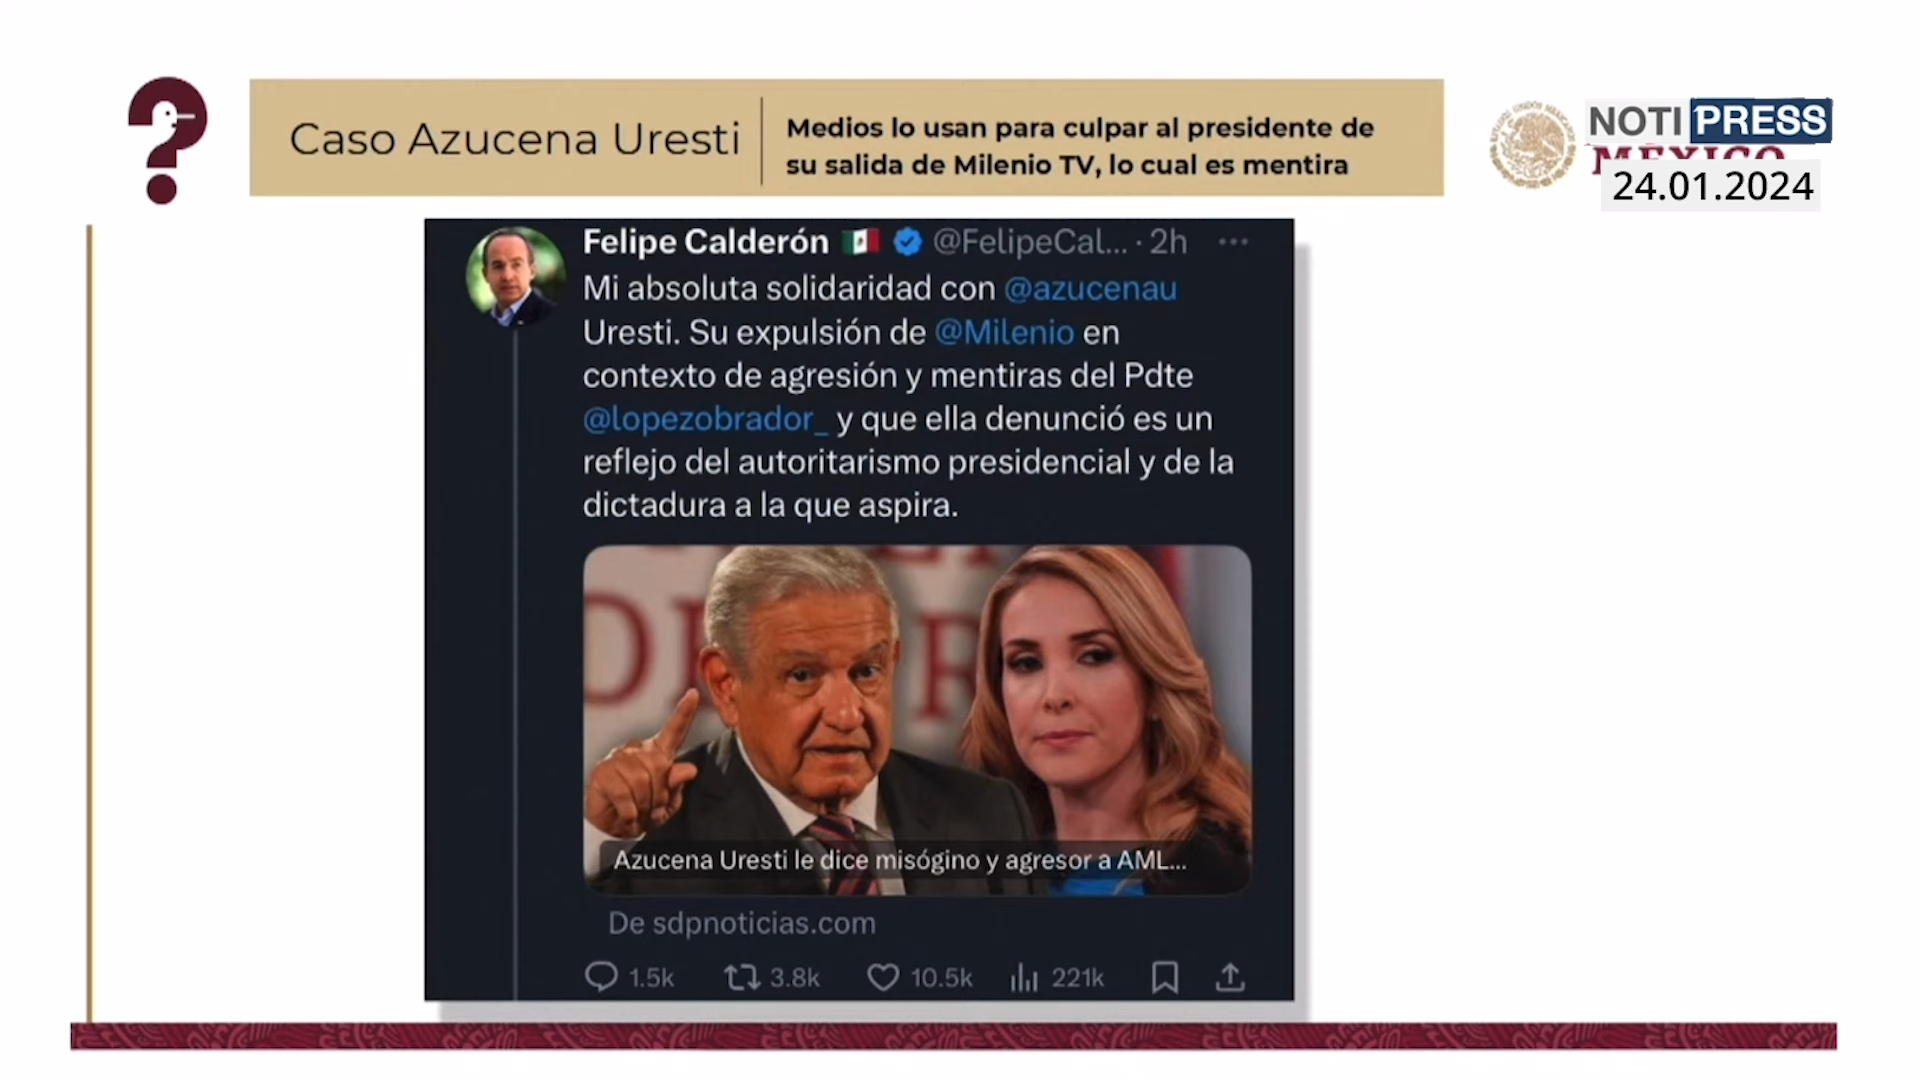 Caso Azucena Uresti
Medios lo usan para culpar al presidente de
su salida de Milenio TV, lo cual es mentira
NOTIPRESS
MÉXICO
24.01.2024
Felipe Calderón 🇲🇽 @FelipeCal... · 2h ...
Mi absoluta solidaridad con @azucenau
Uresti. Su expulsión de @Milenio en
contexto de agresión y mentiras del Pdte
@lopezobrador_ y que ella denunció es un
reflejo del autoritarismo presidencial y de la
dictadura a la que aspira.
Azucena Uresti le dice misógino y agresor a AML...
De sdpnoticias.com
1.5k 3.8k 10.5k 221k